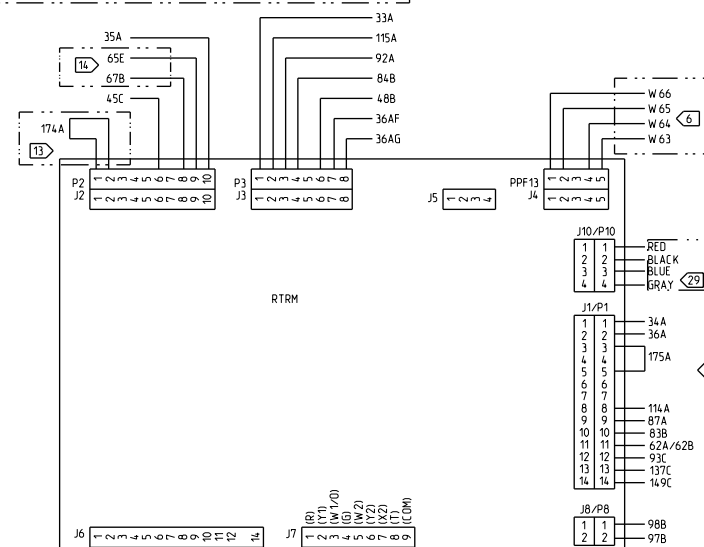 33A
35A 115A
14 65E 92A
67B 84B W66
45C 48B W65
6
174A 36AF W64
13 36AG W63
P2 1 2 3 4 5 6 7 8 9 10
J2 1 2 3 4 5 6 7 8 9 10
P3 1 2 3 4 5 6 7 8
J3 1 2 3 4 5 6 7 8
J5 1 2 3 4
PPF13 1 2 3 4 5
J4 1 2 3 4 5
J10/P10
1 1 RED
2 2 BLACK
3 3 BLUE
4 4 GRAY 29
RTRM
J1/P1
1 1 34A
2 2 36A
3 3
4 4 175A
5 5
6 6
7 7
8 8 114A
9 9 87A
10 10 83B
11 11 62A/62B
12 12 93C
13 13 137C
14 14 149C
J8/P8
1 1 98B
2 2 97B
J6 1 2 3 4 5 6 7 8 9 10 11 12 14
(R) (Y1) (W1/O) (G) (W2) (Y2) (X2) (T) (COM)
J7 1 2 3 4 5 6 7 8 9